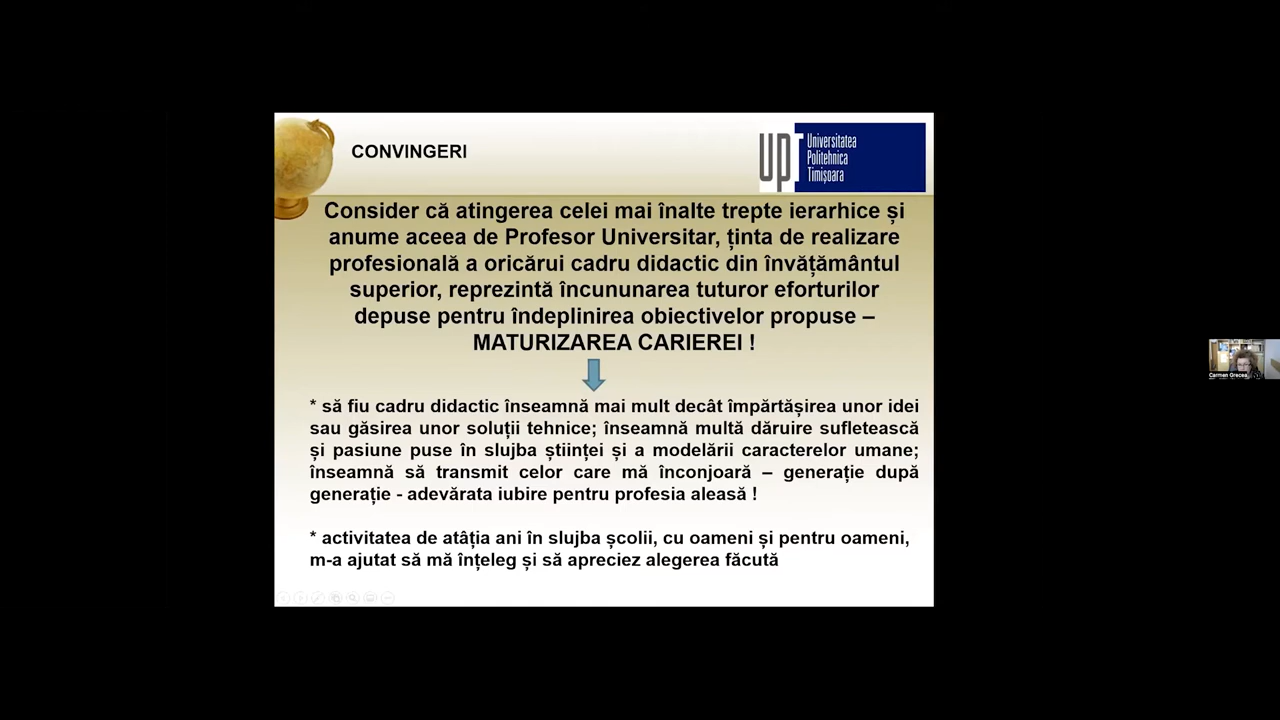 CONVINGERI
upt
Universitatea
Politehnica
Timișoara
Consider că atingerea celei mai înalte trepte ierarhice și
anume aceea de Profesor Universitar, ținta de realizare
profesională a oricărui cadru didactic din învățământul
superior, reprezintă încununarea tuturor eforturilor
depuse pentru îndeplinirea obiectivelor propuse –
MATURIZAREA CARIEREI !
* să fiu cadru didactic înseamnă mai mult decât împărtășirea unor idei
sau găsirea unor soluții tehnice; înseamnă multă dăruire sufletească
și pasiune puse în slujba științei și a modelării caracterelor umane;
înseamnă să transmit celor care mă înconjoară – generație după
generație - adevărata iubire pentru profesia aleasă !
* activitatea de atâția ani în slujba școlii, cu oameni și pentru oameni,
m-a ajutat să mă înțeleg și să apreciez alegerea făcută
Carmen Grecea